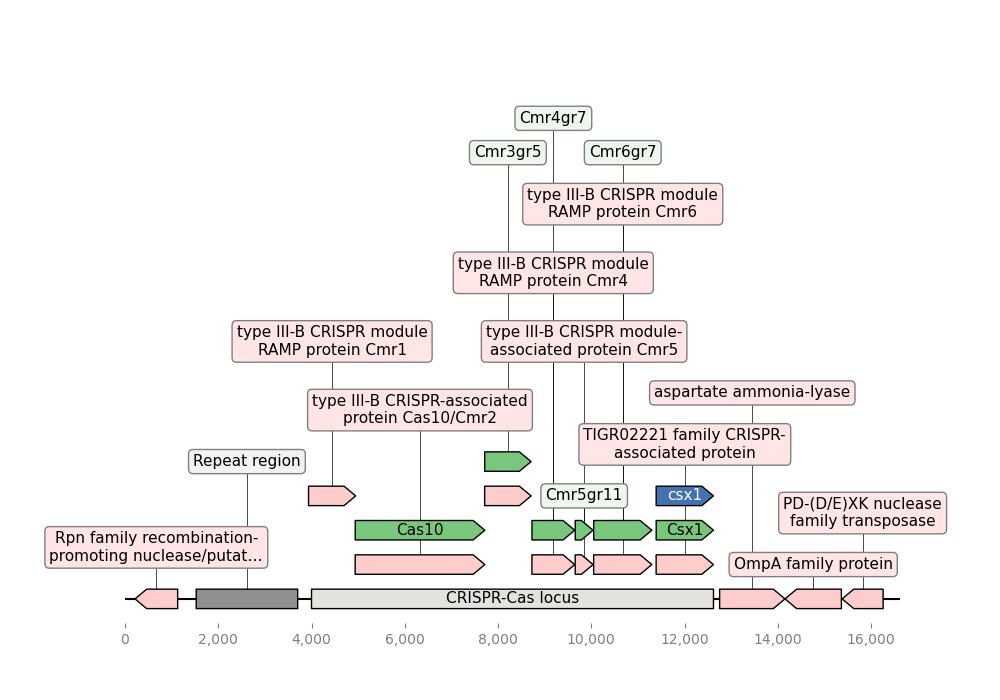 Cmr4gr7
Cmr3gr5
Cmr6gr7
type III-B CRISPR module
RAMP protein Cmr6
type III-B CRISPR module
RAMP protein Cmr4
type III-B CRISPR module
RAMP protein Cmr1
type III-B CRISPR module-
associated protein Cmr5
aspartate ammonia-lyase
type III-B CRISPR-associated
protein Cas10/Cmr2
TIGR02221 family CRISPR-
associated protein
Repeat region
Cmr5gr11
csx1
PD-(D/E)XK nuclease
family transposase
Cas10
Csx1
Rpn family recombination-
promoting nuclease/putat...
OmpA family protein
CRISPR-Cas locus
0
2,000
4,000
6,000
8,000
10,000
12,000
14,000
16,000